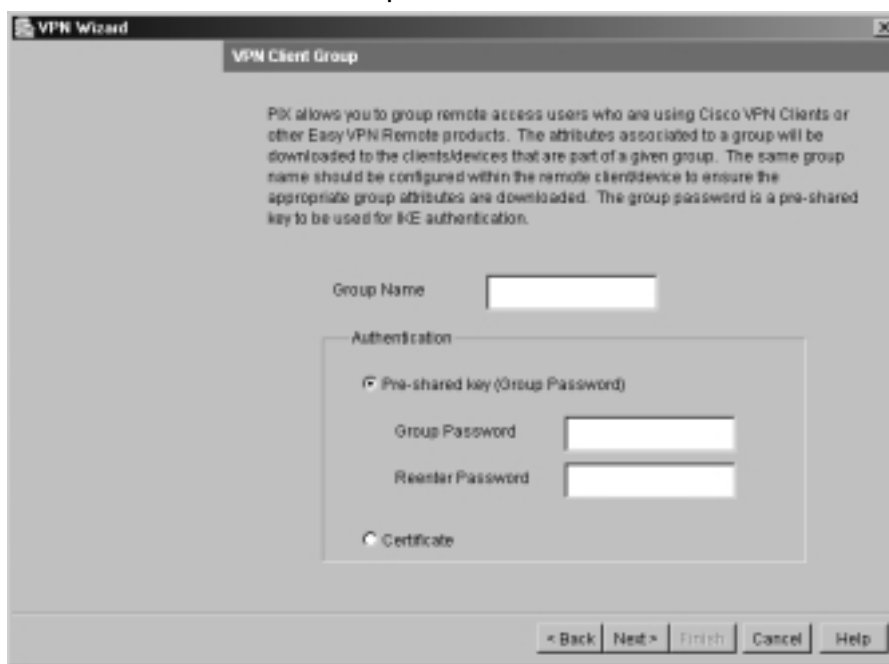 VPN Wizard
VPN Client Group
PIX allows you to group remote access users who are using Cisco VPN Clients or
other Easy VPN Remote products. The attributes associated to a group will be
downloaded to the clients/devices that are part of a given group. The same group
name should be configured within the remote client/device to ensure the
appropriate group attributes are downloaded. The group password is a pre-shared
key to be used for IKE authentication.
Group Name
Authentication
Pre-shared key (Group Password)
Group Password
Reenter Password
Certificate
< Back Next > Finish Cancel Help